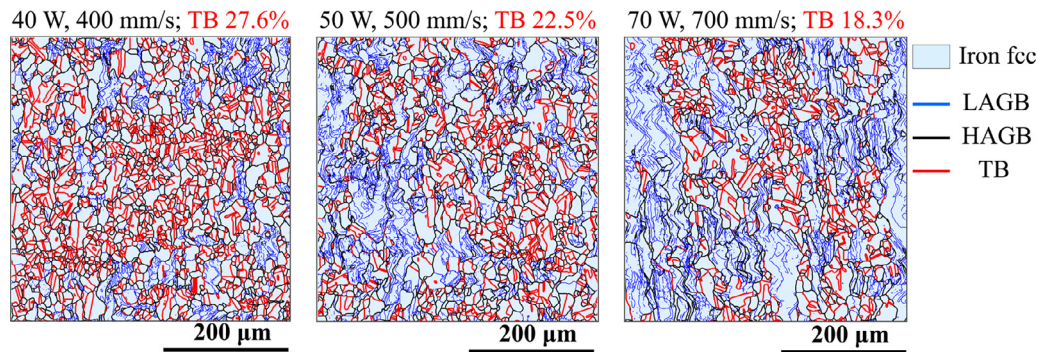 40 W, 400 mm/s; TB 27.6%
50 W, 500 mm/s; TB 22.5%
70 W, 700 mm/s; TB 18.3%
Iron fcc
LAGB
HAGB
TB
200 μm
200 μm
200 μm